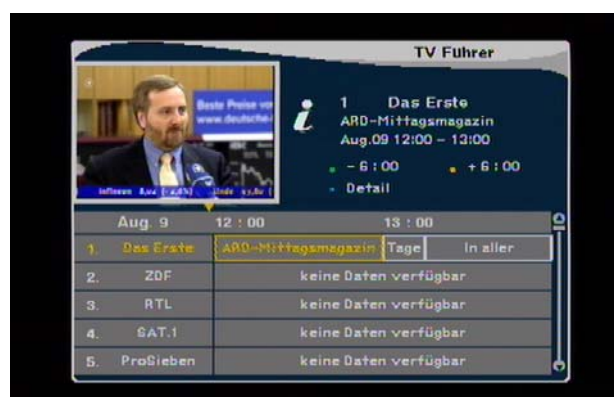 TV Führer
Beste Preise vor
www.deutsche-
1 Das Erste
ARD-Mittagsmagazin
Aug.09 12:00 - 13:00
- 6:00 + 6:00
Detail
Infineon
Aug. 9 12:00 13:00
1. Das Erste ARD-Mittagsmagazin Tage In aller
2. ZDF keine Daten verfügbar
3. RTL keine Daten verfügbar
4. SAT.1 keine Daten verfügbar
5. ProSieben keine Daten verfügbar